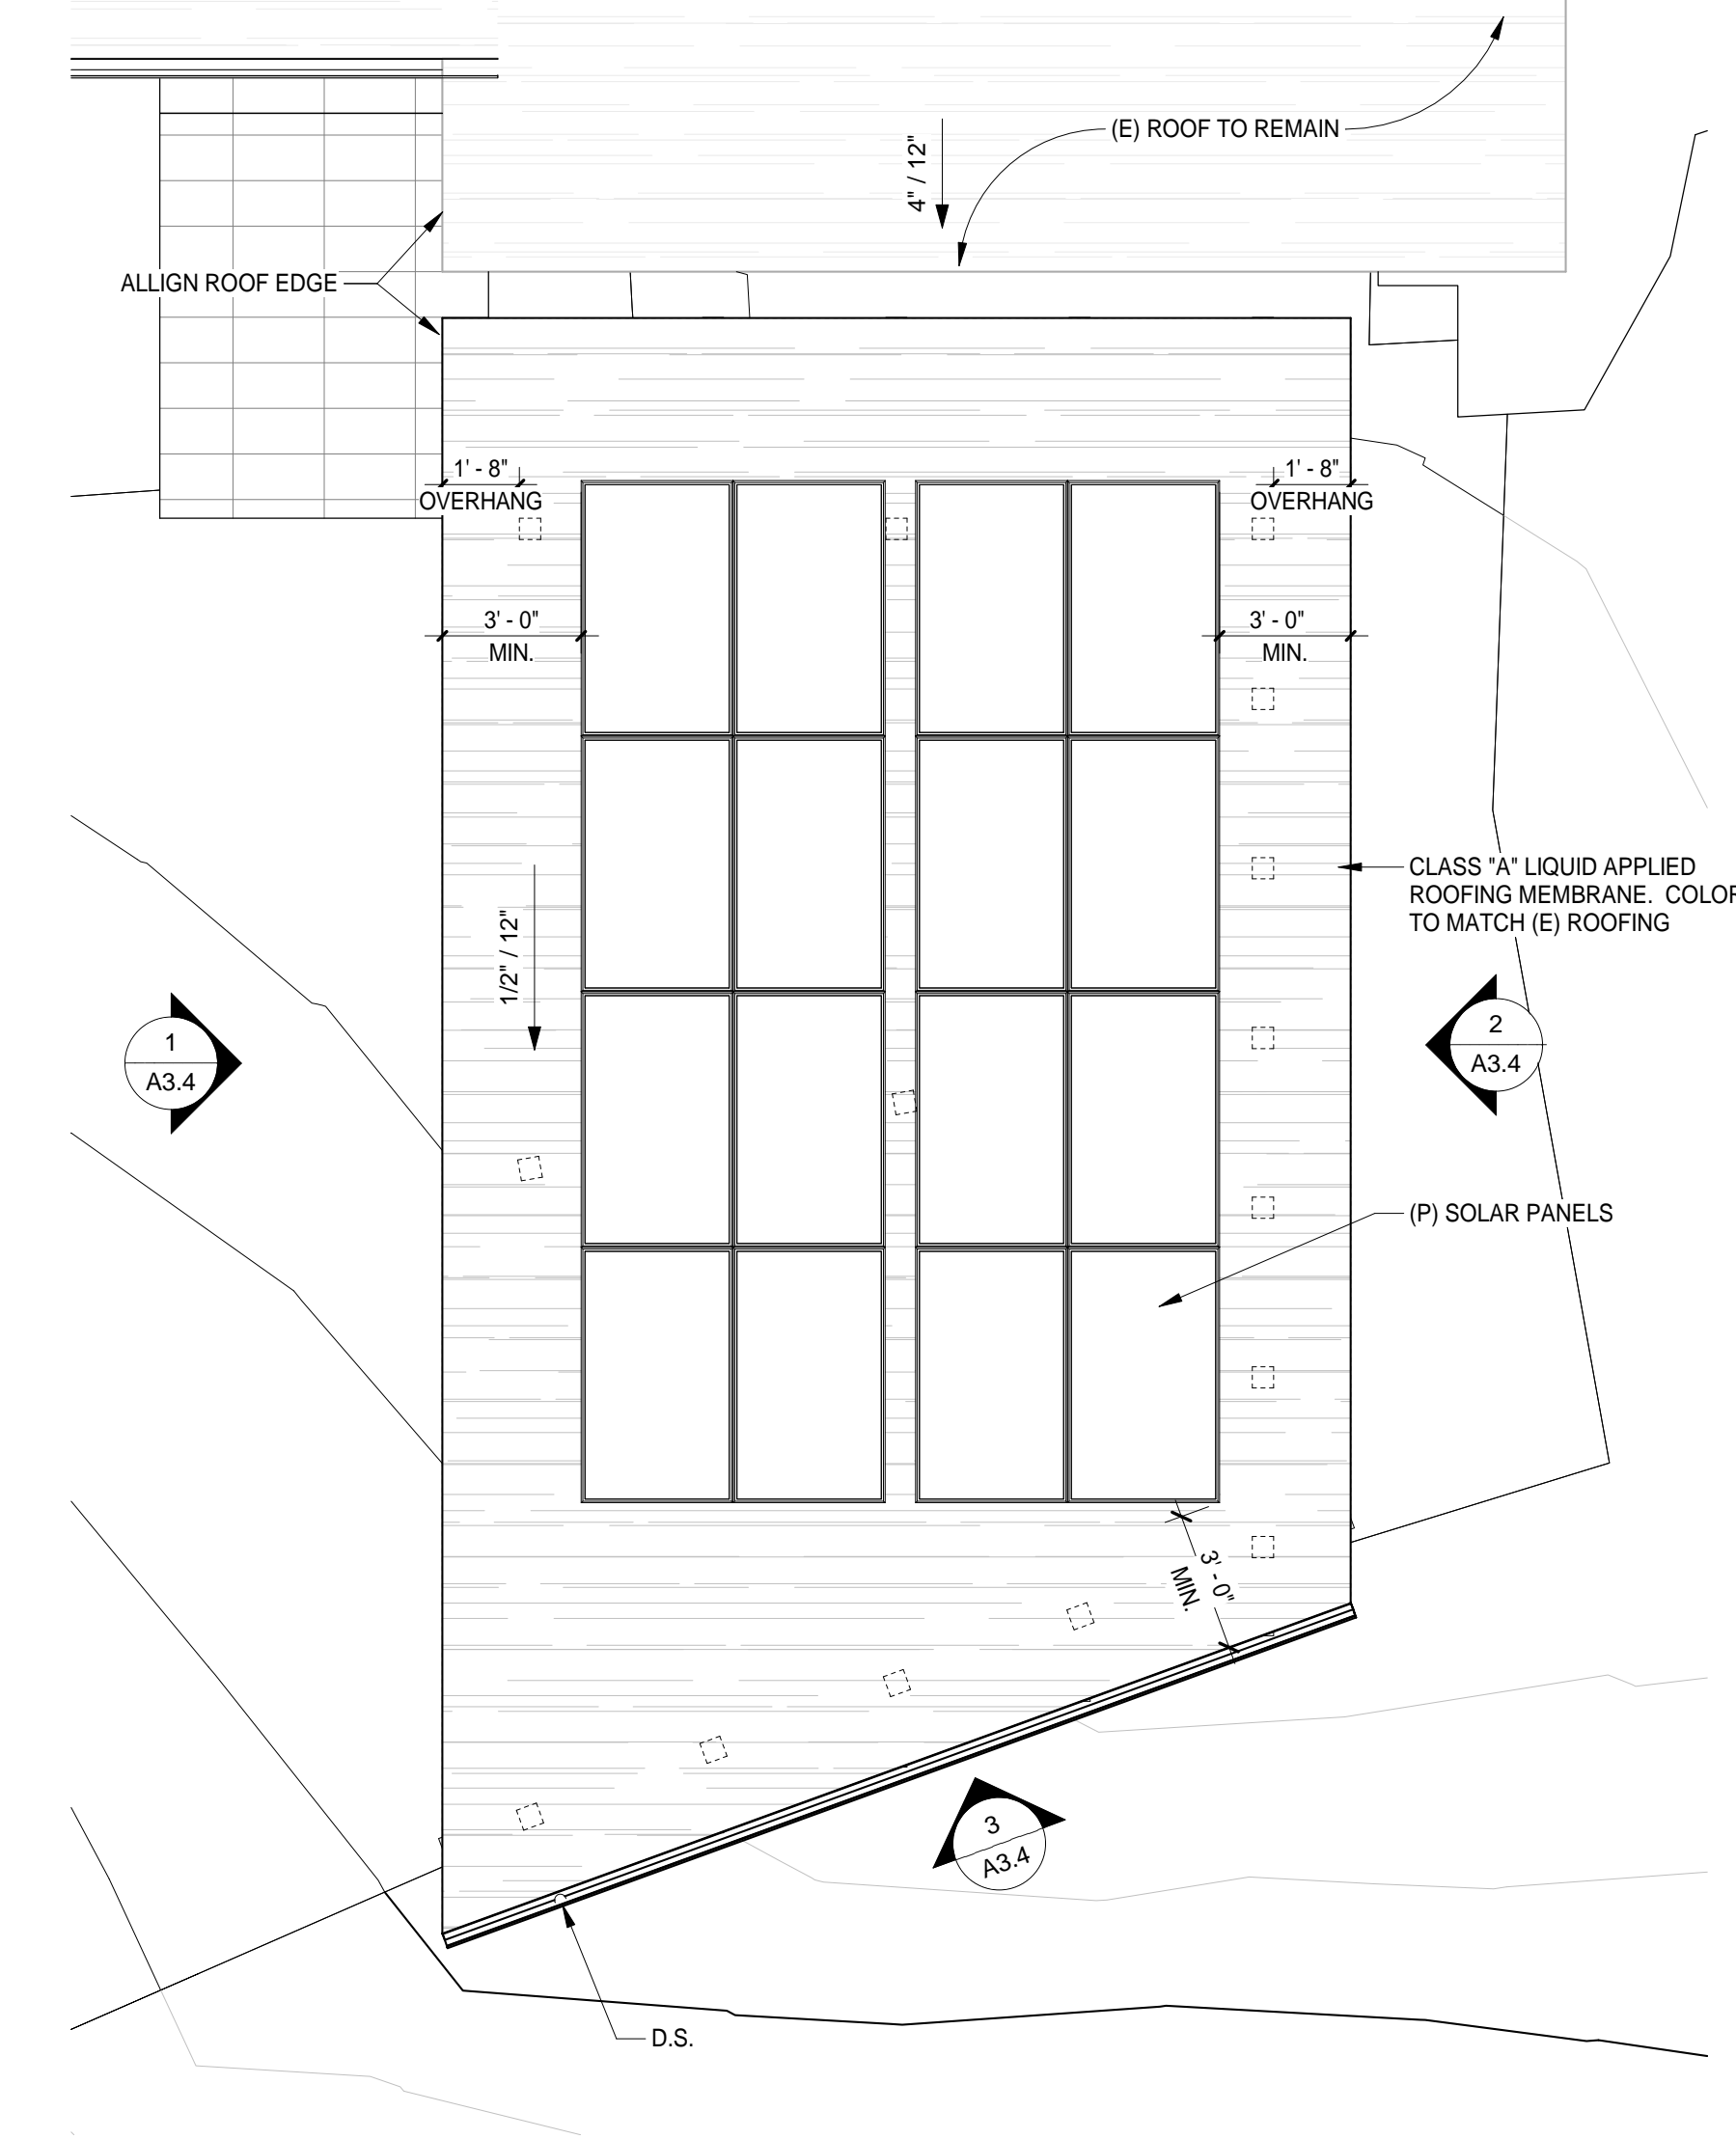 (E) ROOF TO REMAIN
4" / 12"
ALLIGN ROOF EDGE
1' - 8"
OVERHANG
1' - 8"
OVERHANG
3' - 0"
MIN.
3' - 0"
MIN.
CLASS "A" LIQUID APPLIED
ROOFING MEMBRANE. COLOR
TO MATCH (E) ROOFING
1/2" / 12"
1
A3.4
2
A3.4
(P) SOLAR PANELS
3' - 0"
MIN.
3
A3.4
D.S.